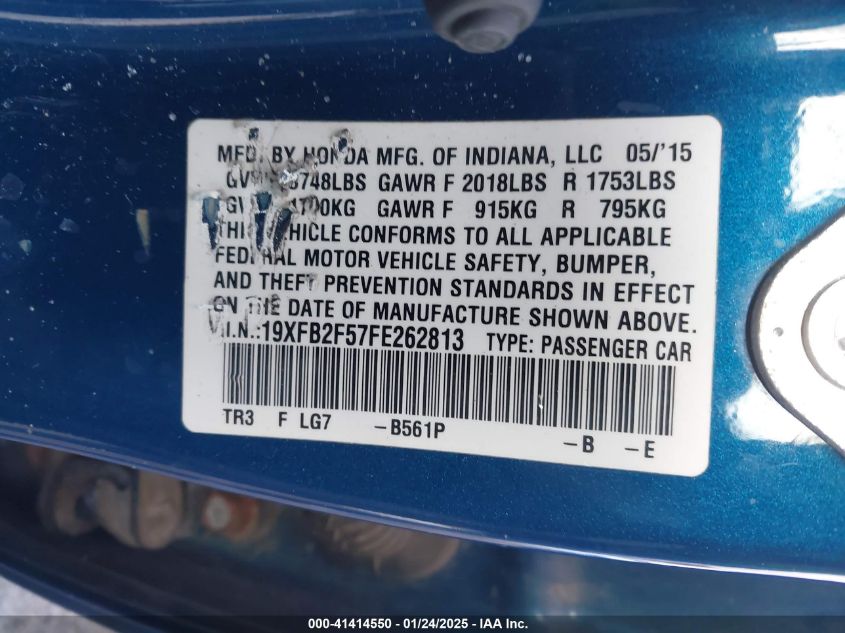 MFD. BY HONDA MFG. OF INDIANA, LLC 05/'15
3748LBS GAWR F 2018LBS R 1753LBS
GAWR F 915KG R 795KG
VEHICLE CONFORMS TO ALL APPLICABLE
FEDERAL MOTOR VEHICLE SAFETY, BUMPER,
AND THEFT PREVENTION STANDARDS IN EFFECT
ON THE DATE OF MANUFACTURE SHOWN ABOVE.
V.I.N.:19XFB2F57FE262813 TYPE: PASSENGER CAR
TR3 F LG7 -B561P -B -E
000-41414550 - 01/24/2025 - IAA Inc.